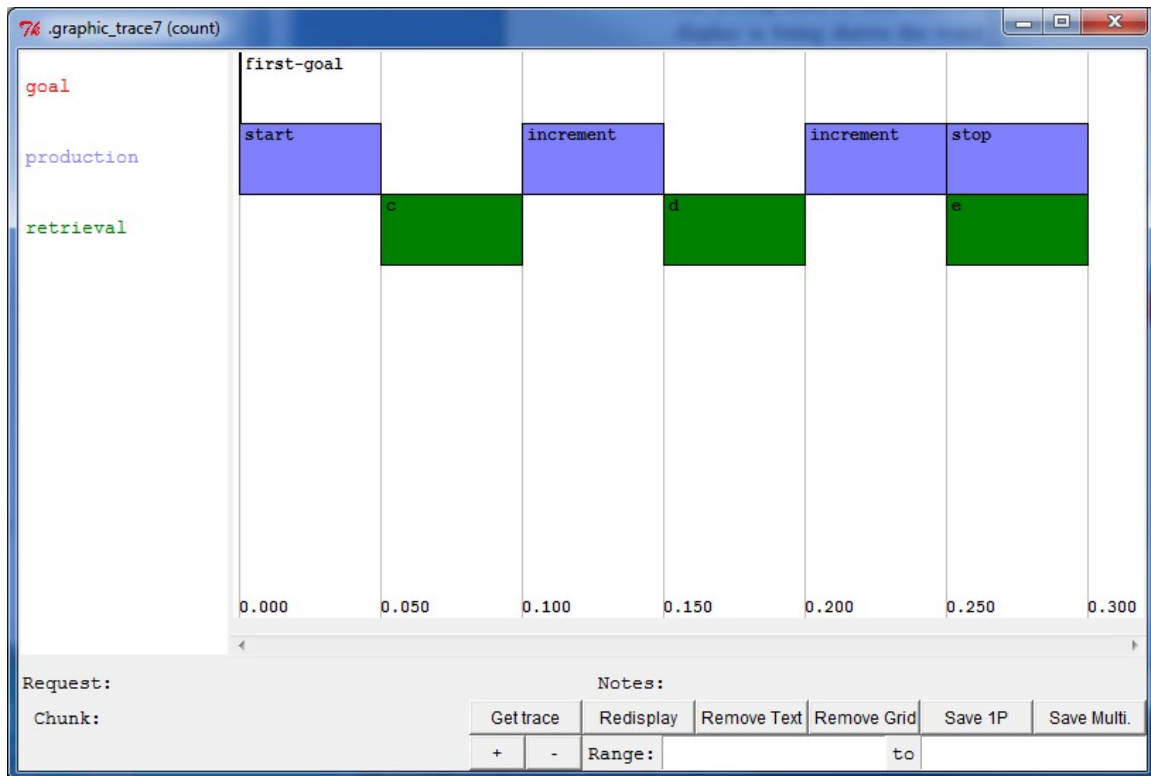 .graphic_trace7 (count)
first-goal
goal
start increment increment stop
production
c d e
retrieval
0.000 0.050 0.100 0.150 0.200 0.250 0.300
Request: Notes:
Chunk: Get trace Redisplay Remove Text Remove Grid Save 1P Save Multi.
+ - Range: to